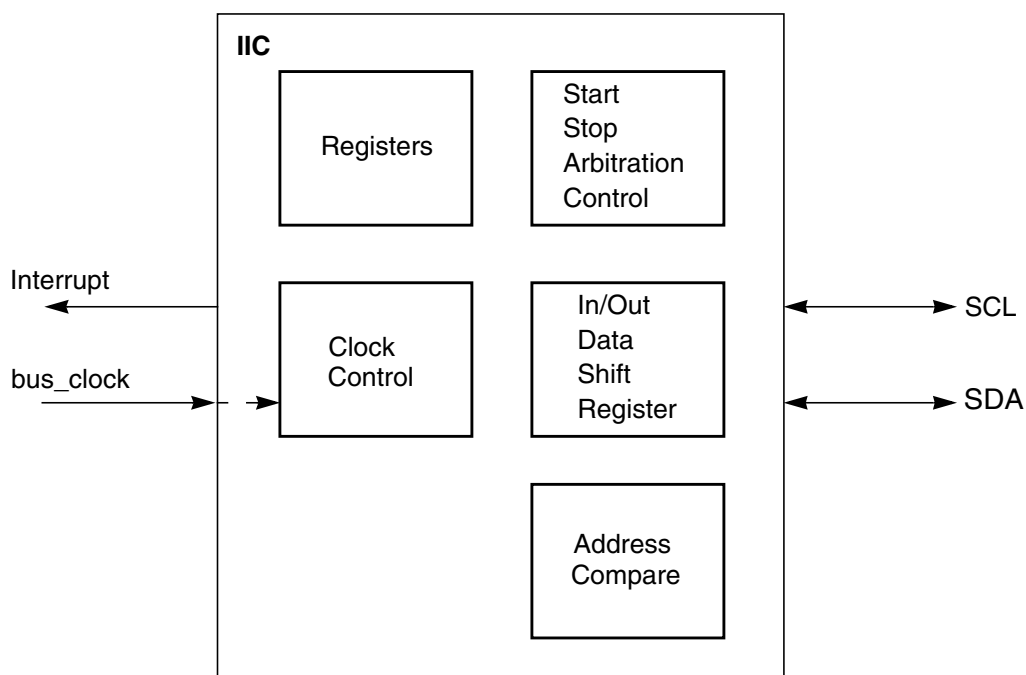 IIC
Registers
Start
Stop
Arbitration
Control
Interrupt
bus_clock
Clock
Control
In/Out
Data
Shift
Register
SCL
SDA
Address
Compare